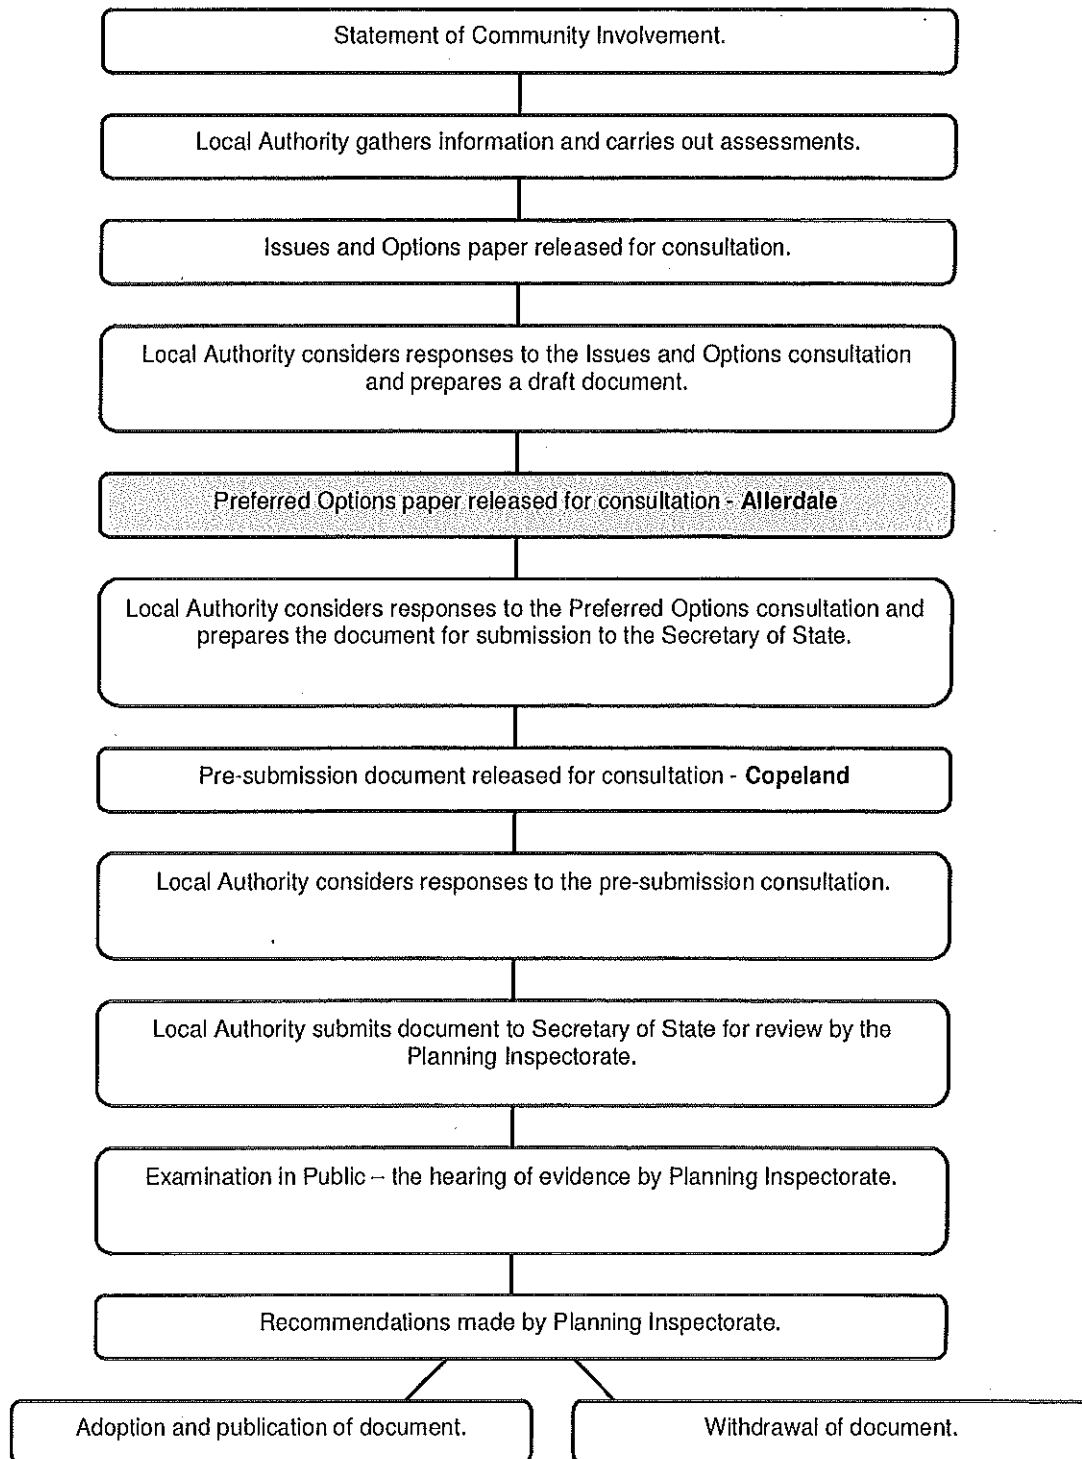 Statement of Community Involvement.
Local Authority gathers information and carries out assessments.
Issues and Options paper released for consultation.
Local Authority considers responses to the Issues and Options consultation
and prepares a draft document.
Preferred Options paper released for consultation - Allerdale
Local Authority considers responses to the Preferred Options consultation and
prepares the document for submission to the Secretary of State.
Pre-submission document released for consultation - Copeland
Local Authority considers responses to the pre-submission consultation.
Local Authority submits document to Secretary of State for review by the
Planning Inspectorate.
Examination in Public – the hearing of evidence by Planning Inspectorate.
Recommendations made by Planning Inspectorate.
Adoption and publication of document.
Withdrawal of document.